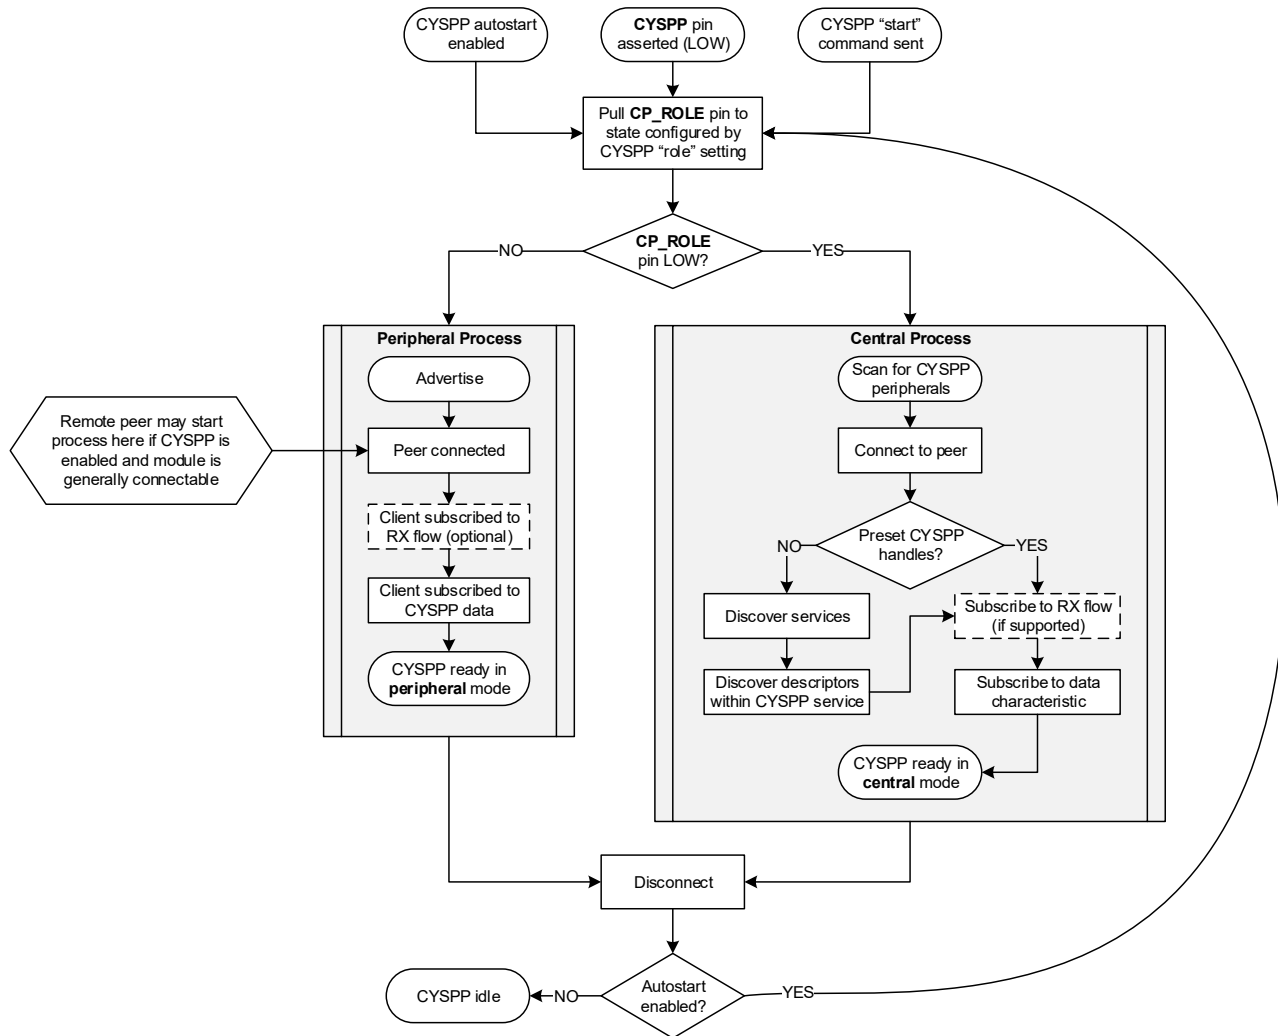 CYSPP autostart
enabled
CYSPP pin
asserted (LOW)
CYSPP “start”
command sent
Pull CP_ROLE pin to
state configured by
CYSPP “role” setting
CP_ROLE
pin LOW?
NO
YES
Peripheral Process
Advertise
Remote peer may start
process here if CYSPP is
enabled and module is
generally connectable
Peer connected
Client subscribed to
RX flow (optional)
Client subscribed to
CYSPP data
CYSPP ready in
peripheral mode
Central Process
Scan for CYSPP
peripherals
Connect to peer
Preset CYSPP
handles?
NO
YES
Discover services
Discover descriptors
within CYSPP service
Subscribe to RX flow
(if supported)
Subscribe to data
characteristic
CYSPP ready in
central mode
Disconnect
Autostart
enabled?
NO
YES
CYSPP idle